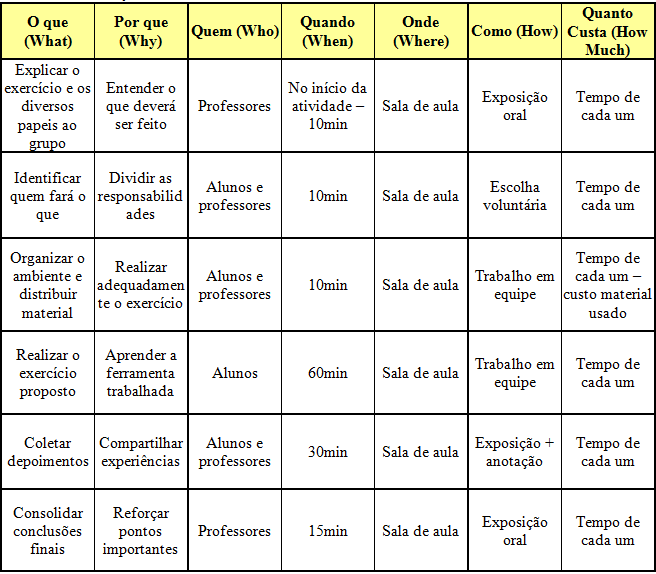 O que (What) | Por que (Why) | Quem (Who) | Quando (When) | Onde (Where) | Como (How) | Quanto Custa (How Much)
Explicar o exercício e os diversos papeis ao grupo | Entender o que deverá ser feito | Professores | No início da atividade – 10min | Sala de aula | Exposição oral | Tempo de cada um
Identificar quem fará o que | Dividir as responsabilidades | Alunos e professores | 10min | Sala de aula | Escolha voluntária | Tempo de cada um
Organizar o ambiente e distribuir material | Realizar adequadamente o exercício | Alunos e professores | 10min | Sala de aula | Trabalho em equipe | Tempo de cada um – custo material usado
Realizar o exercício proposto | Aprender a ferramenta trabalhada | Alunos | 60min | Sala de aula | Trabalho em equipe | Tempo de cada um
Coletar depoimentos | Compartilhar experiências | Alunos e professores | 30min | Sala de aula | Exposição + anotação | Tempo de cada um
Consolidar conclusões finais | Reforçar pontos importantes | Professores | 15min | Sala de aula | Exposição oral | Tempo de cada um